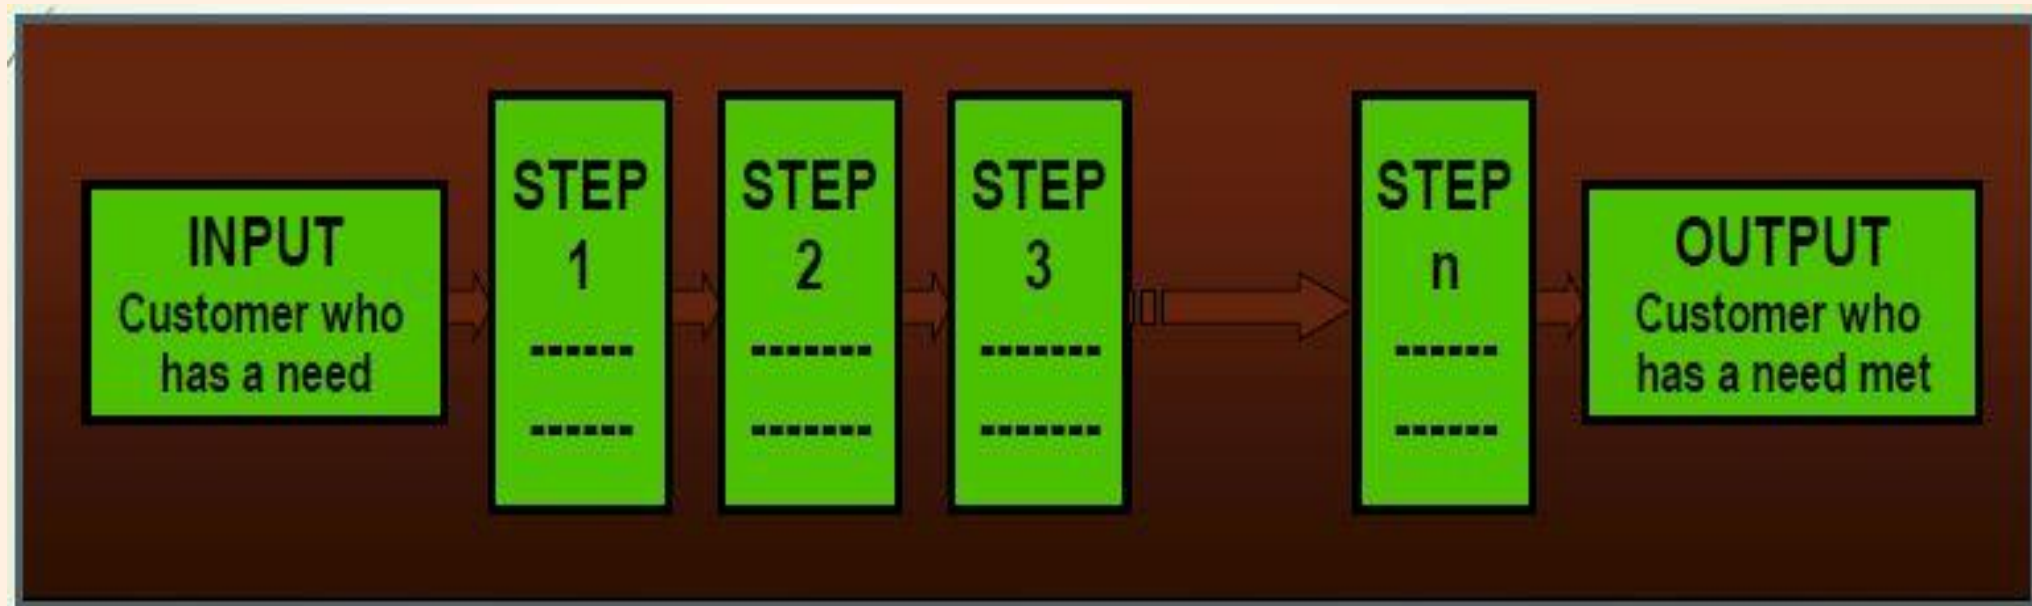 INPUT
Customer who
has a need
STEP
1
------
------
STEP
2
-------
-------
STEP
3
-------
-------
STEP
n
------
------
OUTPUT
Customer who
has a need met